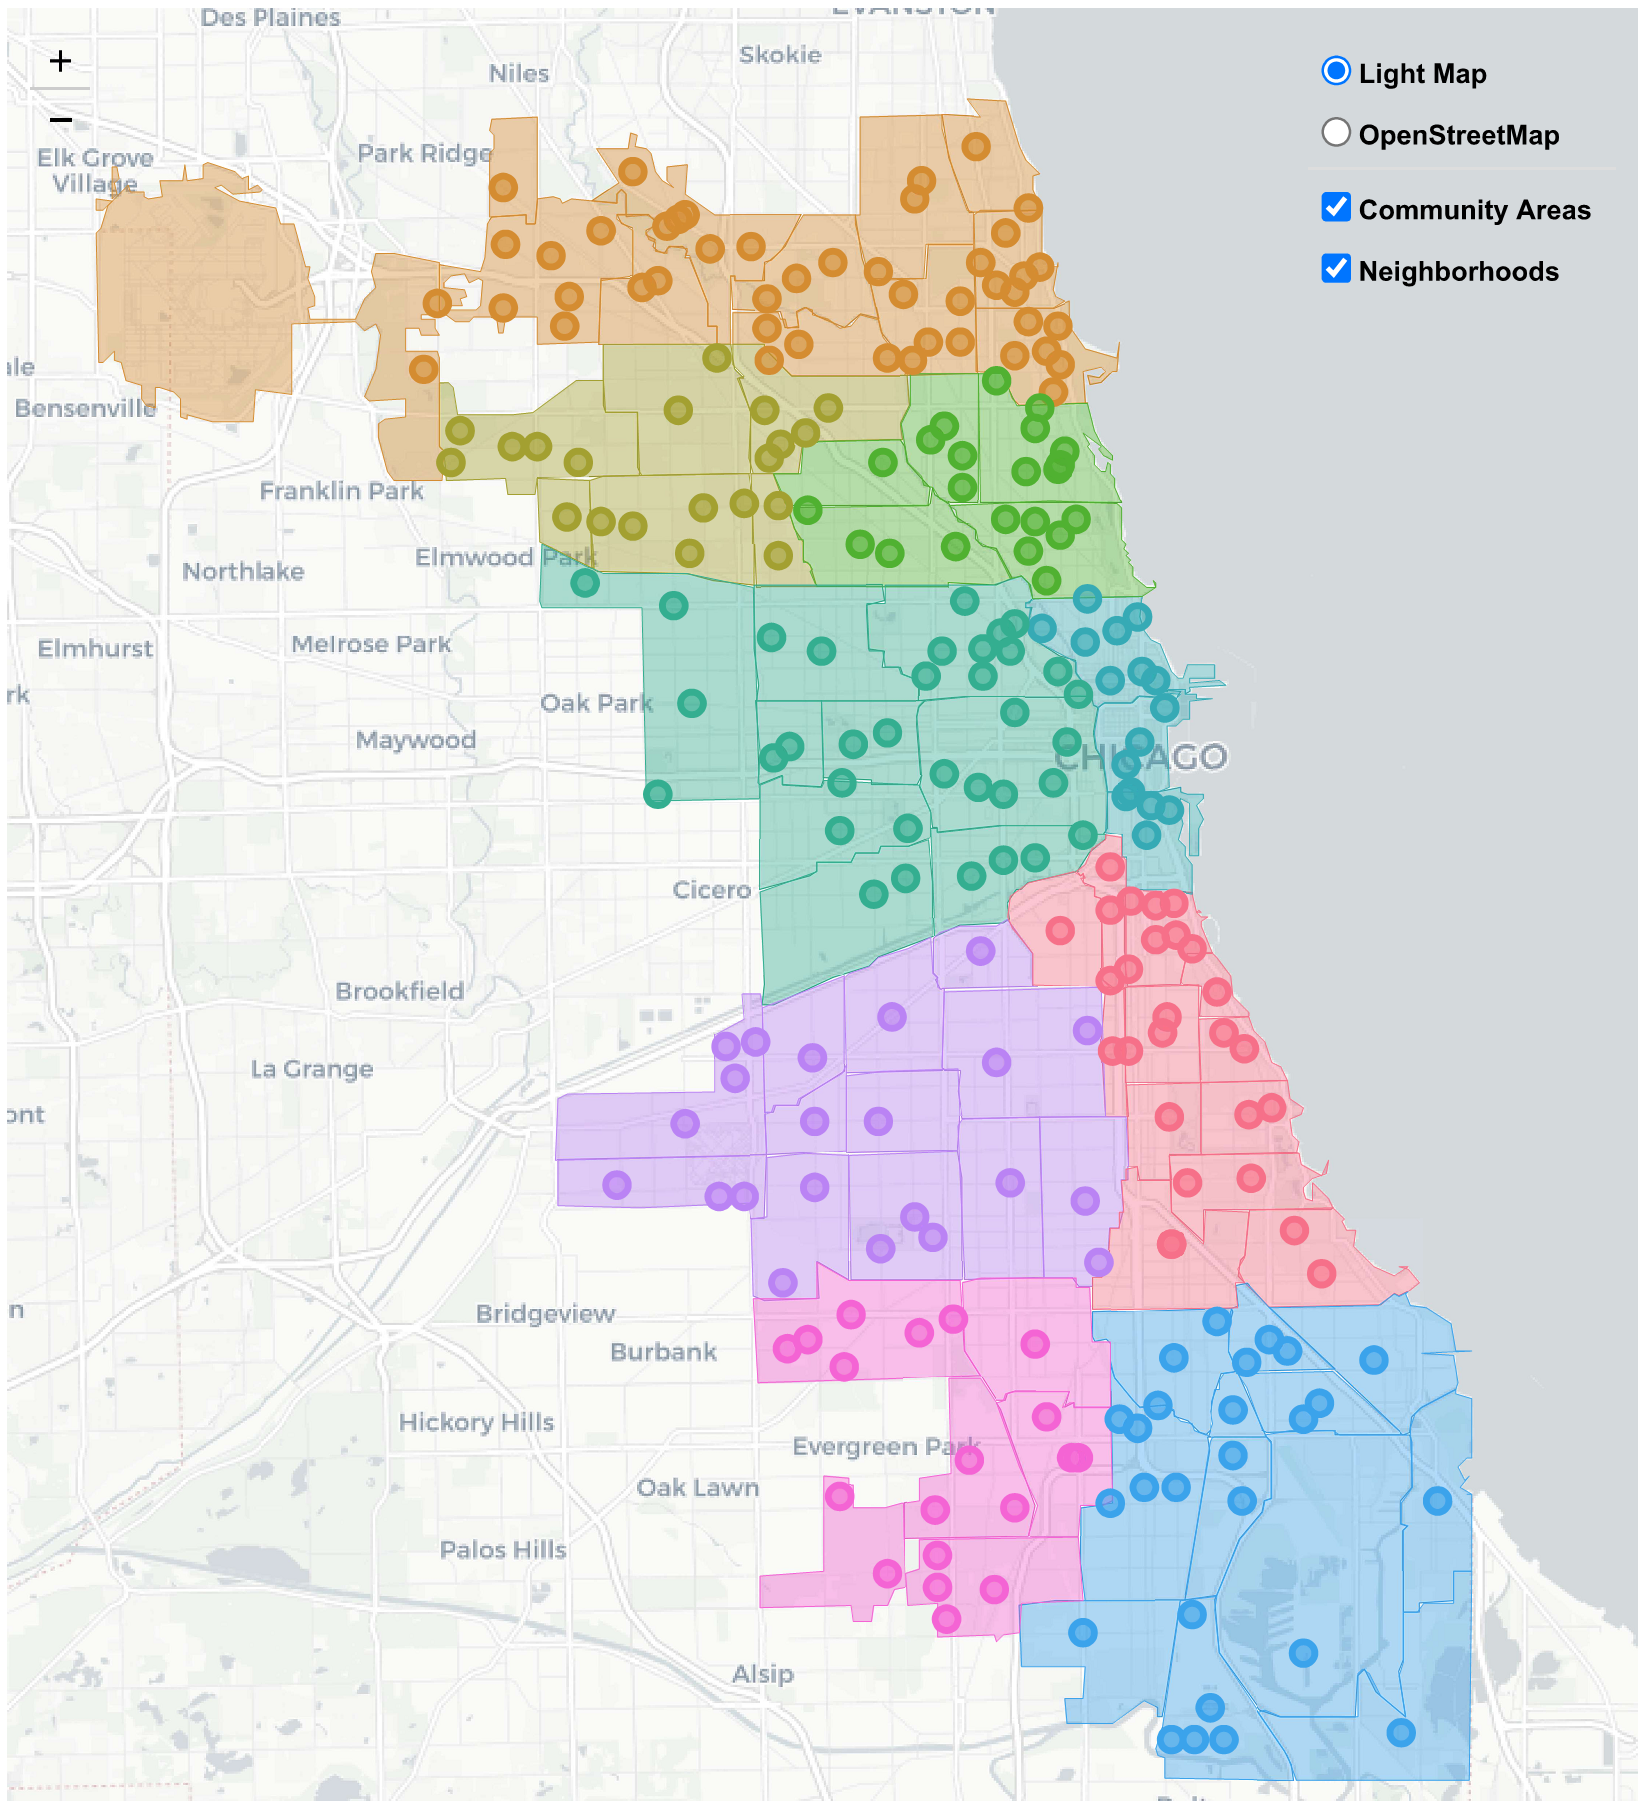 EVANSTON
Des Plaines
Skokie
+
Niles
Light Map
−
OpenStreetMap
Park Ridge
Elk Grove
Village
Community Areas
Neighborhoods
ale
Bensenville
Franklin Park
Elmwood Park
Northlake
Melrose Park
Elmhurst
rk
Oak Park
Maywood
CHICAGO
Cicero
Brookfield
La Grange
ont
n
Bridgeview
Burbank
Hickory Hills
Evergreen Park
Oak Lawn
Palos Hills
Alsip